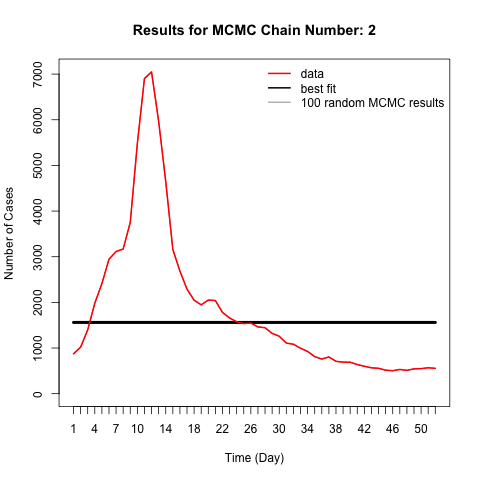 Results for MCMC Chain Number: 2
data
best fit
100 random MCMC results
Number of Cases
7000
6000
5000
4000
3000
2000
1000
0
1 4 7 10 14 18 22 26 30 34 38 42 46 50
Time (Day)